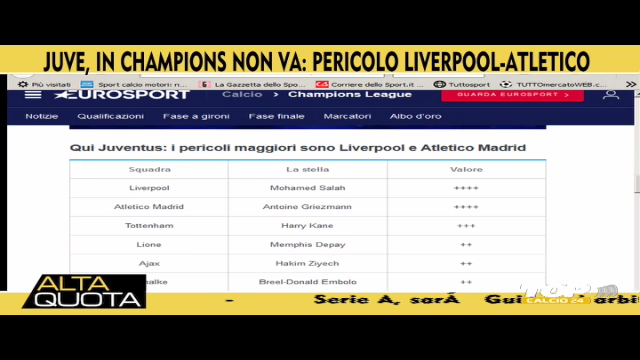 JUVE, IN CHAMPIONS NON VA: PERICOLO LIVERPOOL-ATLETICO
Più visitati Sport calcio motori: n... La Gazzetta dello Spo... Corriere dello Sport.it Tuttosport TUTTOmercatoWEB.c...
EUROSPORT Calcio > Champions League GUARDA EUROSPORT >
Notizie Qualificazioni Fase a gironi Fase finale Marcatori Albo d'oro
Qui Juventus: i pericoli maggiori sono Liverpool e Atletico Madrid
Squadra La stella Valore
Liverpool Mohamed Salah ++++
Atletico Madrid Antoine Griezmann ++++
Tottenham Harry Kane +++
Lione Memphis Depay ++
Ajax Hakim Ziyech ++
Breel-Donald Embolo ++
ALTA QUOTA
- Serie A, sarÁ Gui
CALCIO 24